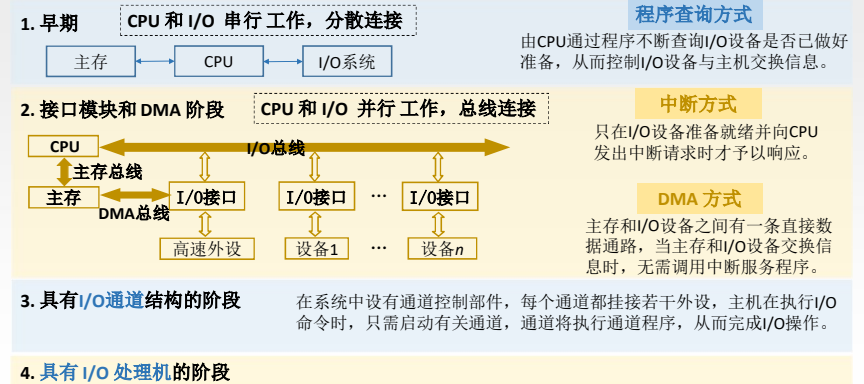 1. 早期
CPU 和 I/O 串行 工作，分散连接
程序查询方式
由CPU通过程序不断查询I/O设备是否已做好
准备，从而控制I/O设备与主机交换信息。
主存
CPU
I/O系统
2. 接口模块和 DMA 阶段
CPU 和 I/O 并行 工作，总线连接
中断方式
只在I/O设备准备就绪并向CPU
发出中断请求时才予以响应。
CPU
I/O总线
主存总线
主存
DMA总线
I/O接口
I/O接口
…
I/O接口
高速外设
设备1
…
设备n
DMA 方式
主存和I/O设备之间有一条直接数
据通路，当主存和I/O设备交换信
息时，无需调用中断服务程序。
3. 具有I/O通道结构的阶段
在系统中设有通道控制部件，每个通道都挂接若干外设，主机在执行I/O
命令时，只需启动有关通道，通道将执行通道程序，从而完成I/O操作。
4. 具有 I/O 处理机的阶段